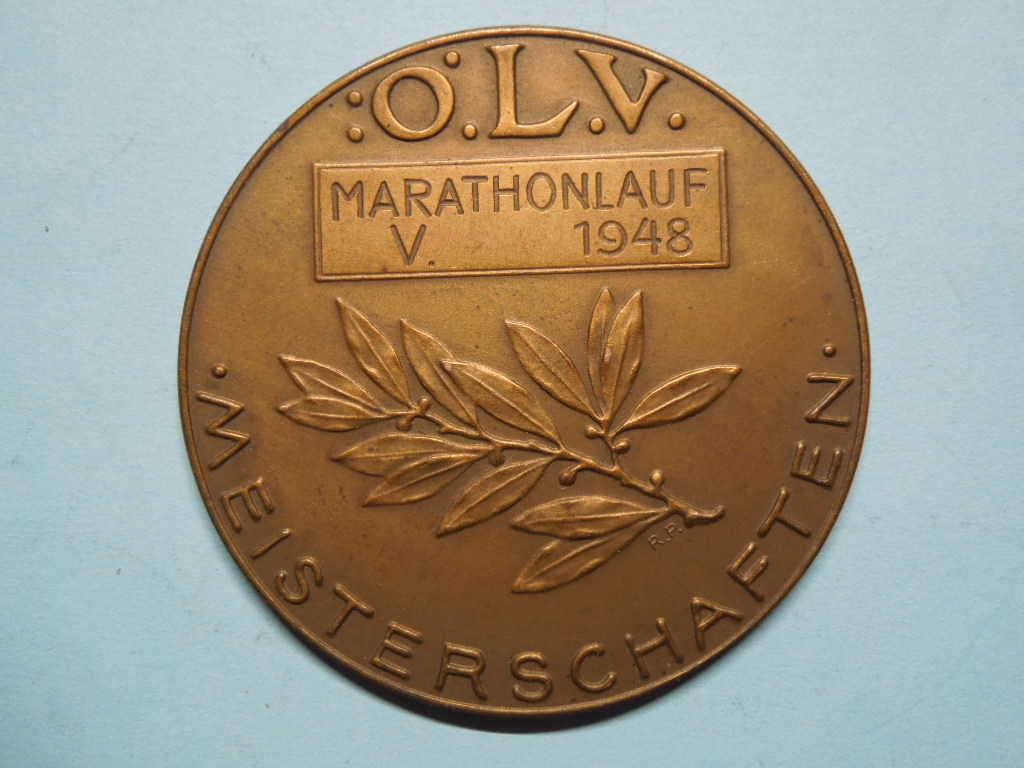 :Ö.L.V.
MARATHONLAUF
V. 1948
R.P.
· MEISTERSCHAFTEN ·